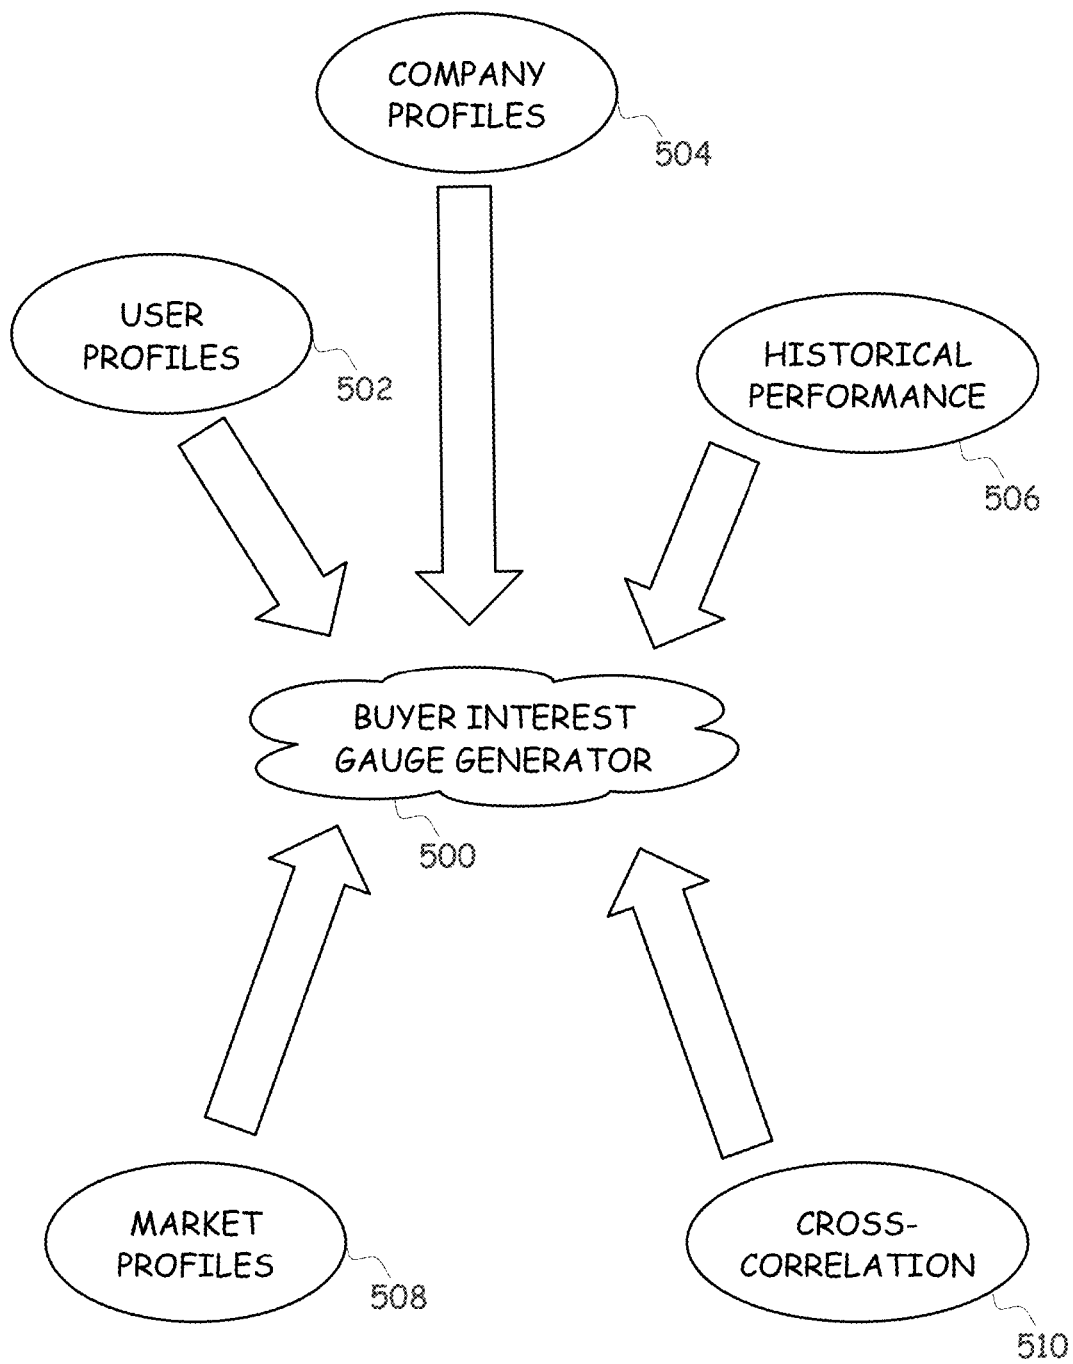 COMPANY
PROFILES
504
USER
PROFILES
502
HISTORICAL
PERFORMANCE
506
BUYER INTEREST
GAUGE GENERATOR
500
MARKET
PROFILES
508
CROSS-
CORRELATION
510